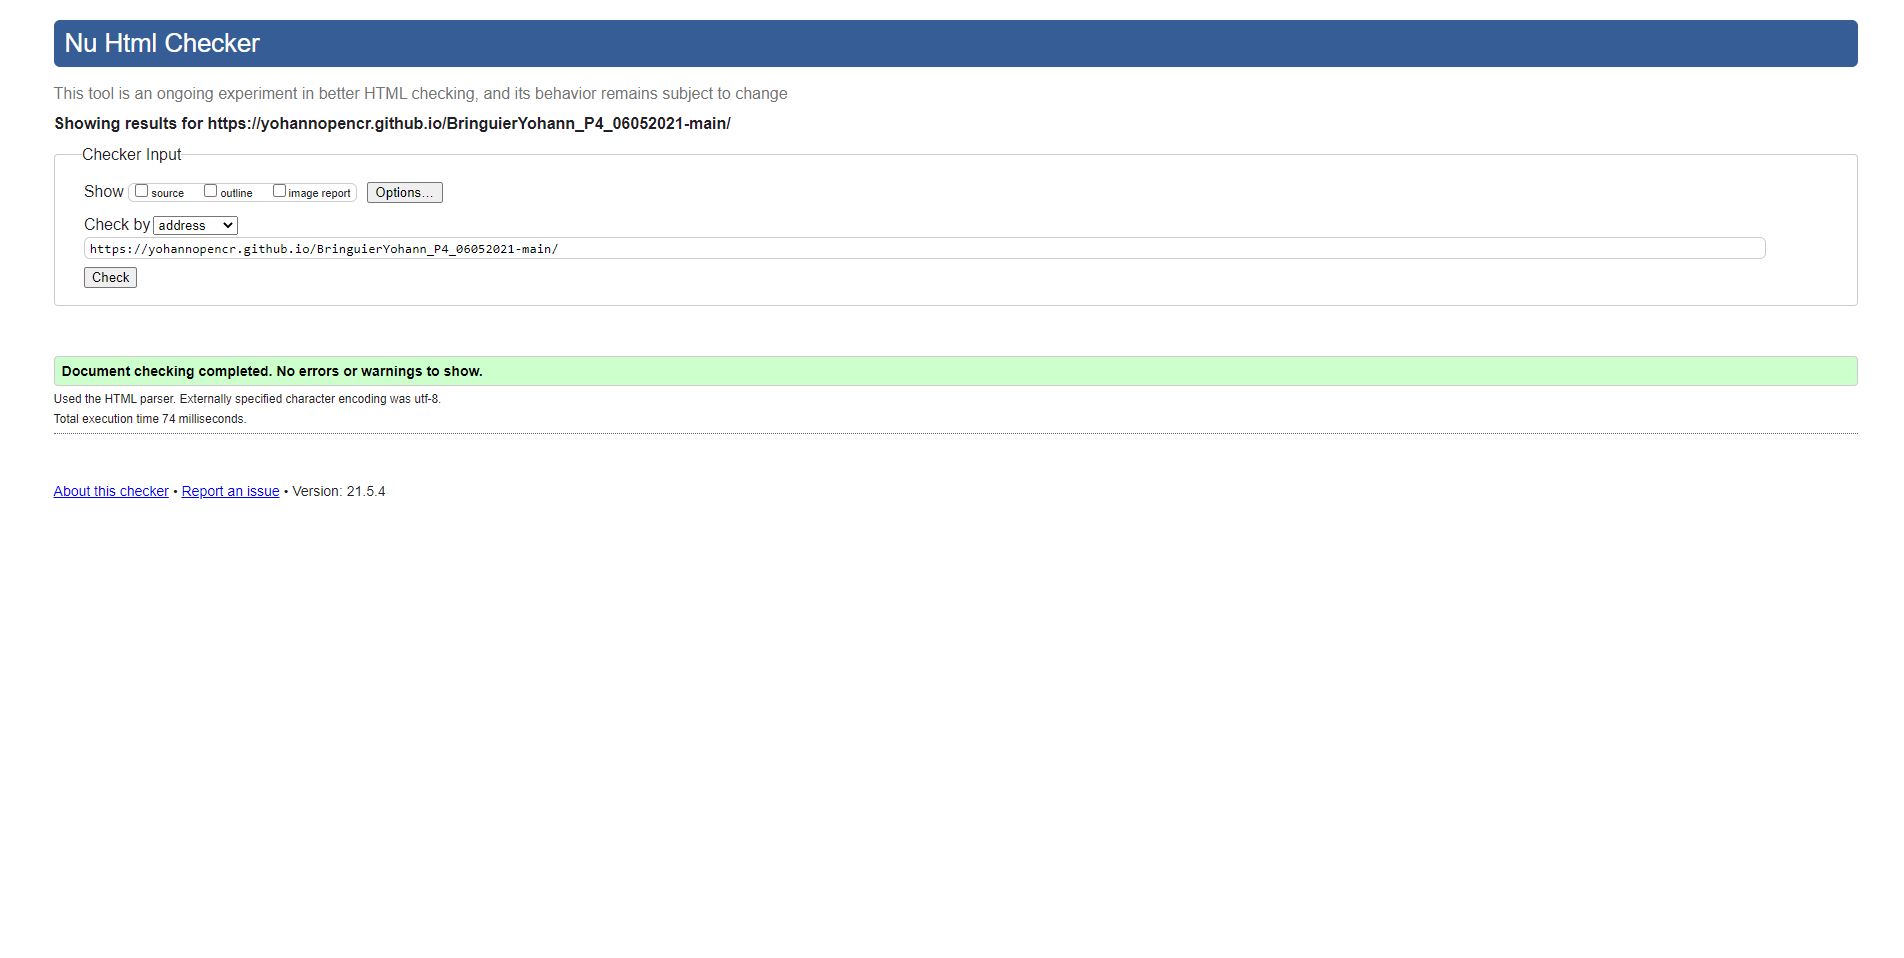 Nu Html Checker
This tool is an ongoing experiment in better HTML checking, and its behavior remains subject to change
Showing results for https://yohannopencr.github.io/BringuierYohann_P4_06052021-main/
Checker Input
Show source outline image report Options...
Check by address
https://yohannopencr.github.io/BringuierYohann_P4_06052021-main/
Check
Document checking completed. No errors or warnings to show.
Used the HTML parser. Externally specified character encoding was utf-8.
Total execution time 74 milliseconds.
About this checker • Report an issue • Version: 21.5.4